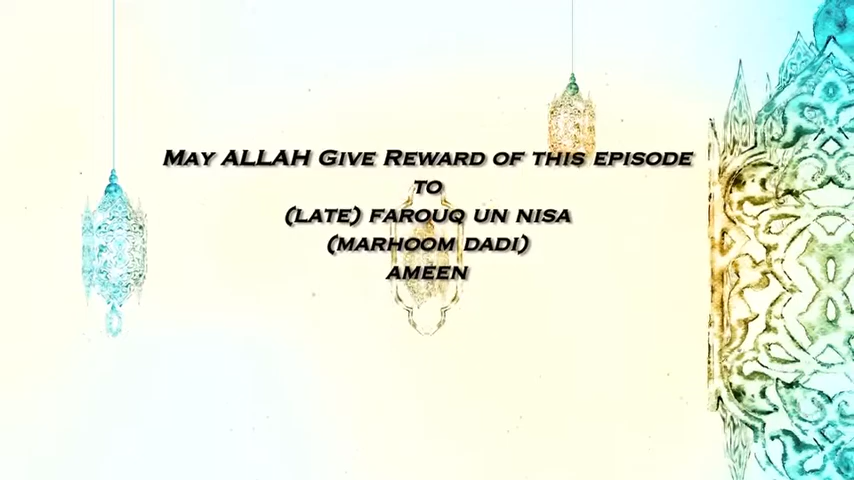 May ALLAH Give Reward of this episode
to
(late) farouq un nisa
(marhoom dadi)
ameen